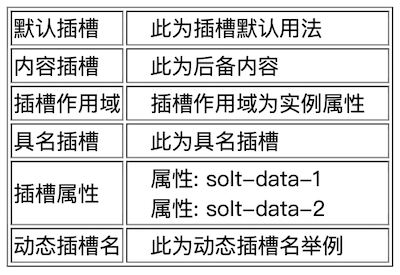 默认插槽 此为插槽默认用法
内容插槽 此为后备内容
插槽作用域 插槽作用域为实例属性
具名插槽 此为具名插槽
插槽属性 属性: solt-data-1
属性: solt-data-2
动态插槽名 此为动态插槽名举例